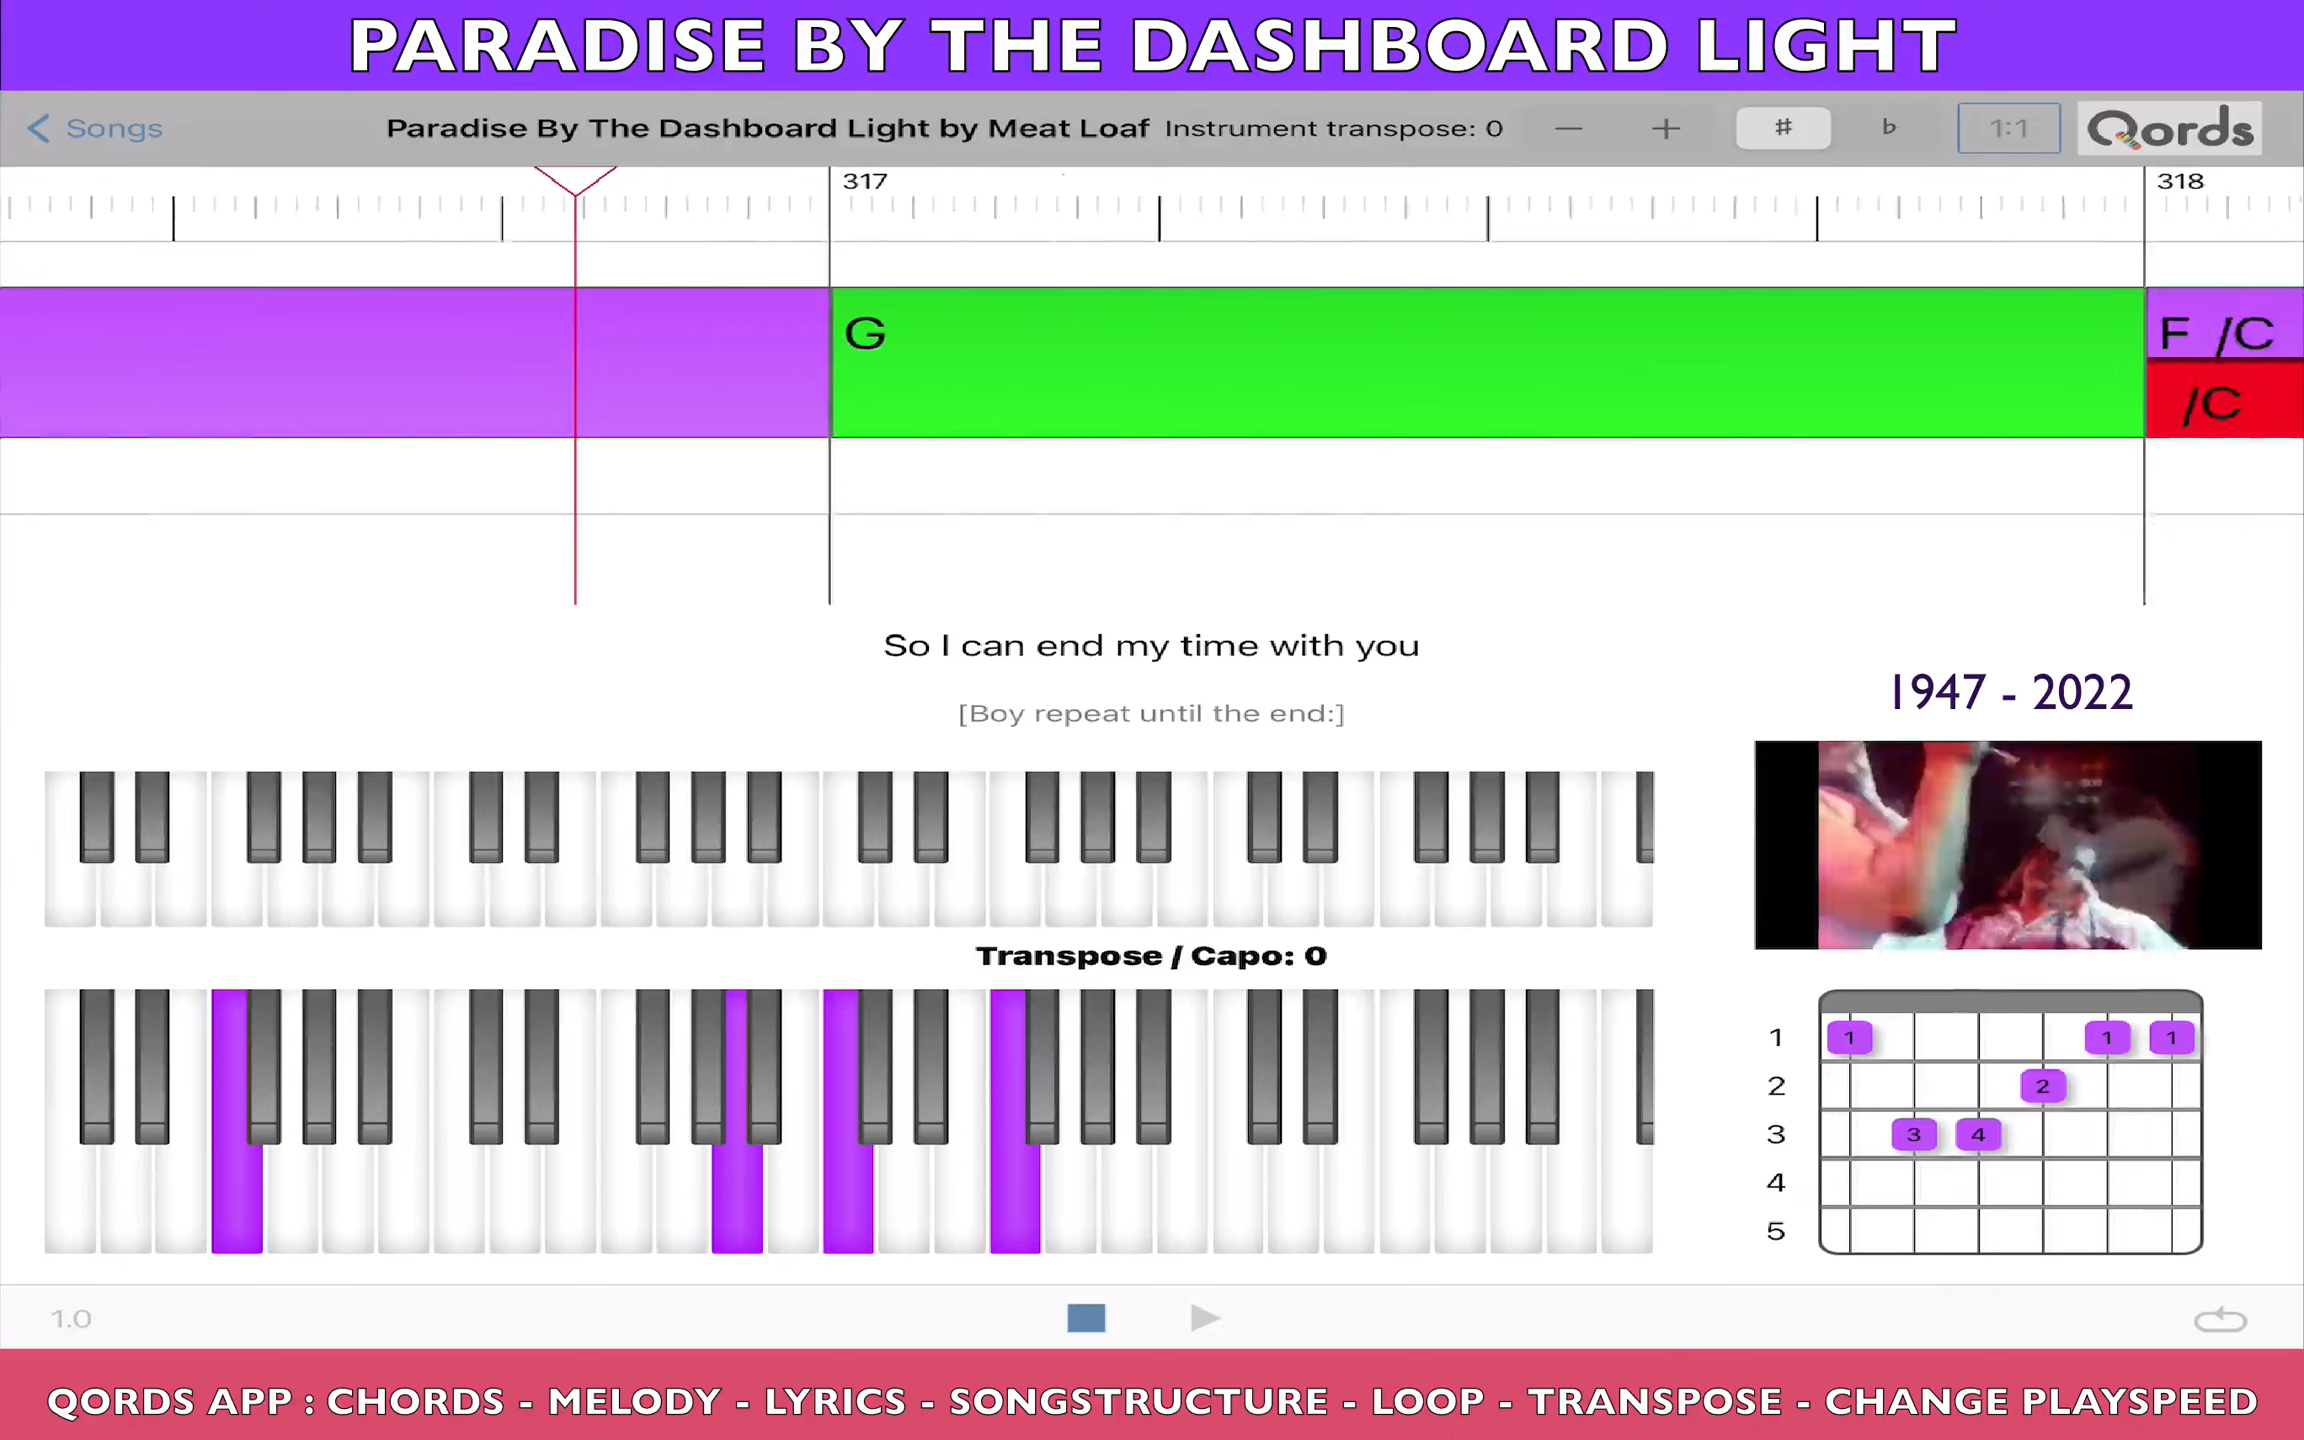 PARADISE BY THE DASHBOARD LIGHT
Songs
Paradise By The Dashboard Light by Meat Loaf Instrument transpose: 0 — + ♯ ♭ 1:1 Qords
317 318
G F /C
/C
So I can end my time with you
[Boy repeat until the end:]
1947 - 2022
Transpose / Capo: 0
1 1 1 1
2 2
3 3 4
4
5
1.0
QORDS APP : CHORDS - MELODY - LYRICS - SONGSTRUCTURE - LOOP - TRANSPOSE - CHANGE PLAYSPEED